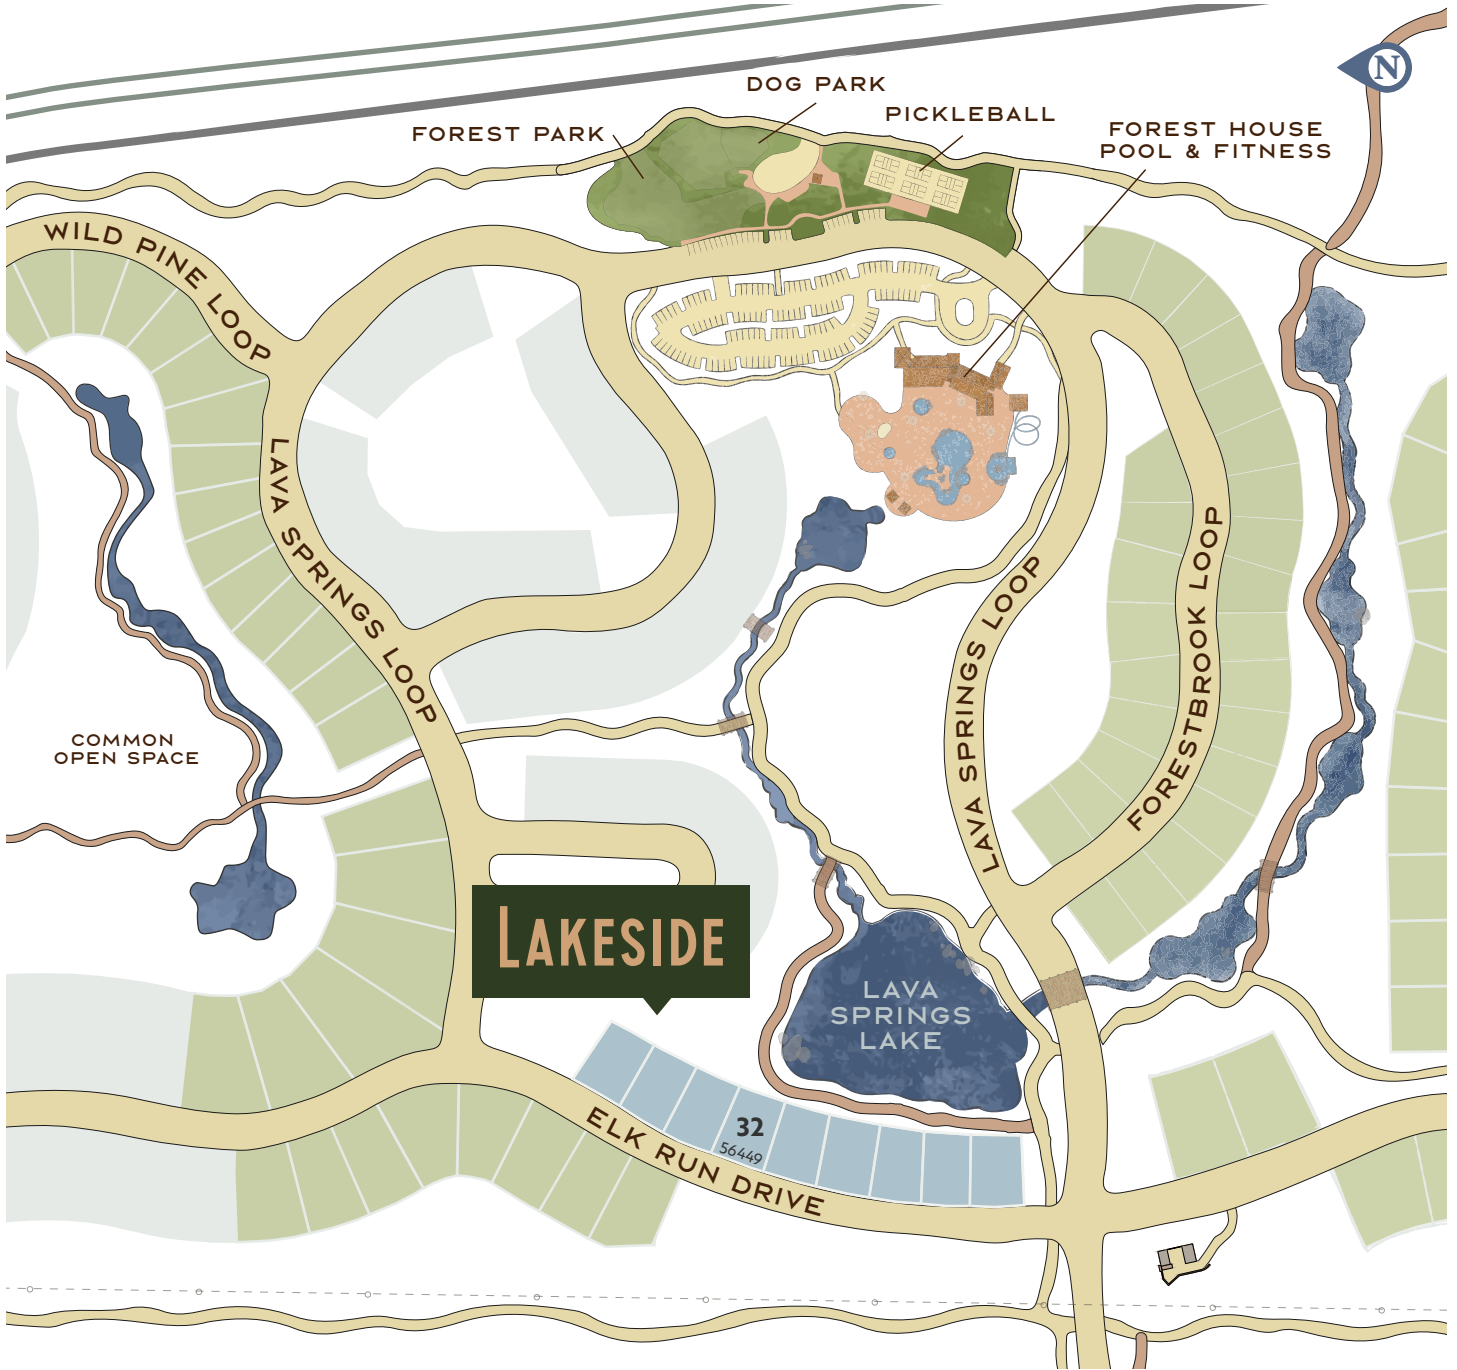 N
DOG PARK
PICKLEBALL
FOREST PARK
FOREST HOUSE
POOL & FITNESS
WILD PINE LOOP
LAVA SPRINGS LOOP
LAVA SPRINGS LOOP
FORESTBROOK LOOP
COMMON
OPEN SPACE
LAKESIDE
LAVA
SPRINGS
LAKE
32
56449
ELK RUN DRIVE